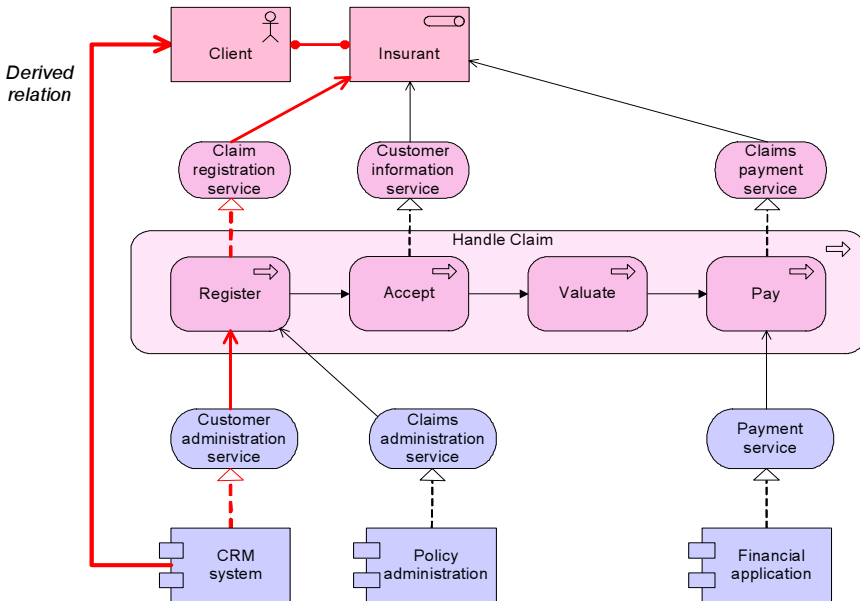 Client
Insurant
Derived
relation
Claim
registration
service
Customer
information
service
Claims
payment
service
Handle Claim
Register
Accept
Valuate
Pay
Customer
administration
service
Claims
administration
service
Payment
service
CRM
system
Policy
administration
Financial
application